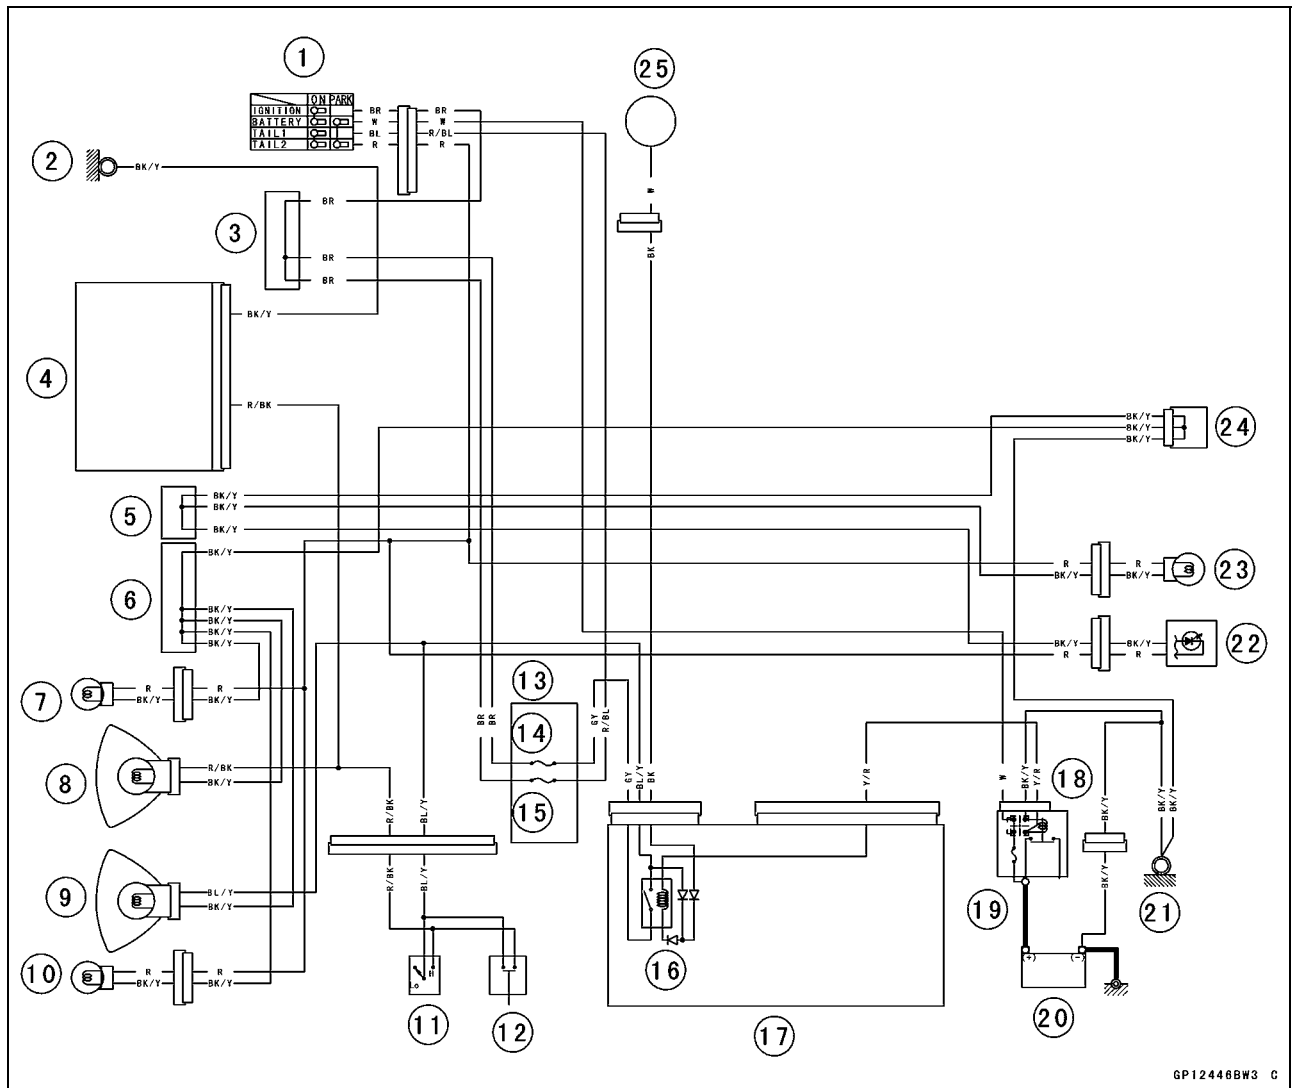 1
25
ON PARK
IGNITION BR BR
BATTERY W W
TAIL1 BL R/BL
TAIL2 R R
2
BK/Y
W
BR
3
BK
BR
BR
BK/Y
4
R/BK
BK/Y
BK/Y
BK/Y
24
BK/Y
5
BK/Y
BK/Y
BK/Y
R R
23
BK/Y BK/Y
6
BK/Y
BK/Y
BK/Y
BK/Y
BK/Y BK/Y
22
R R
7
R R
BK/Y BK/Y
13
BR BR GY R/BL
14
8
R/BK
BK/Y
GY BL/Y BK
Y/R
W BK/Y Y/R
18
BK/Y
BK/Y BK/Y
R/BK BL/Y
15
R/BK BL/Y
BK/Y
9
BL/Y
BK/Y
19
21
10
R R
BK/Y BK/Y
Lo H
16
(+) (-)
11
12
17
20
GP12446BW3 C